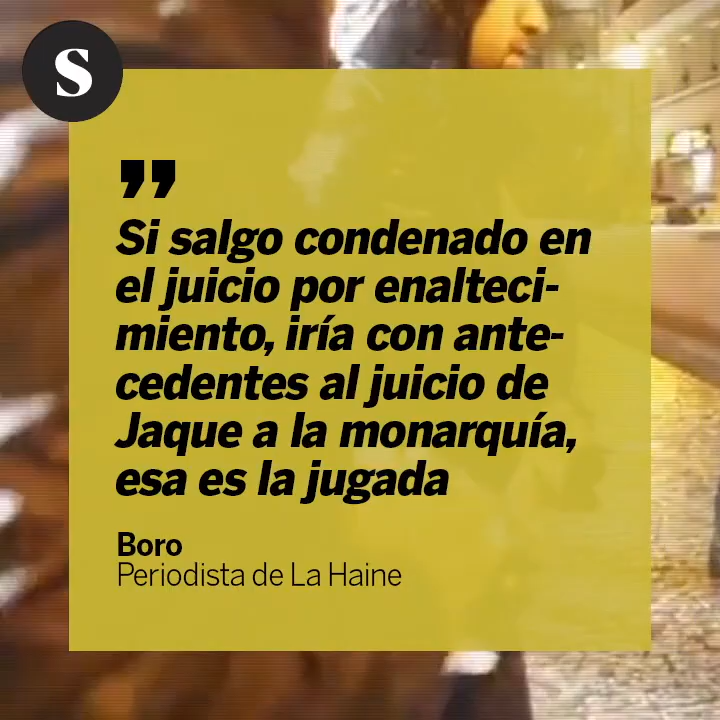 S
”
Si salgo condenado en
el juicio por enalteci-
miento, iría con ante-
cedentes al juicio de
Jaque a la monarquía,
esa es la jugada
Boro
Periodista de La Haine